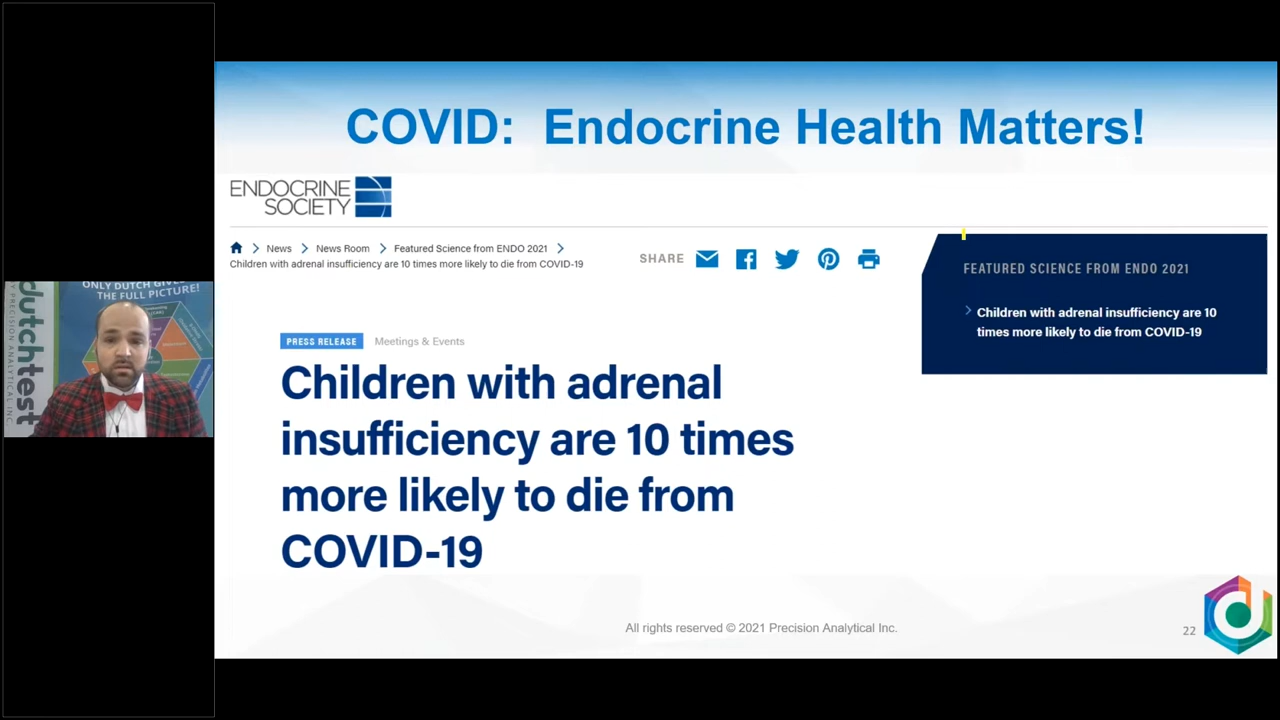 COVID: Endocrine Health Matters!
ENDOCRINE
SOCIETY
News
News Room
Featured Science from ENDO 2021
Children with adrenal insufficiency are 10 times more likely to die from COVID-19
SHARE
FEATURED SCIENCE FROM ENDO 2021
Children with adrenal insufficiency are 10
times more likely to die from COVID-19
PRESS RELEASE
Meetings & Events
Children with adrenal
insufficiency are 10 times
more likely to die from
COVID-19
dutchtest
PRECISION ANALYTICAL INC.
ONLY DUTCH
THE FULL PICTURE!
All rights reserved © 2021 Precision Analytical Inc.
22